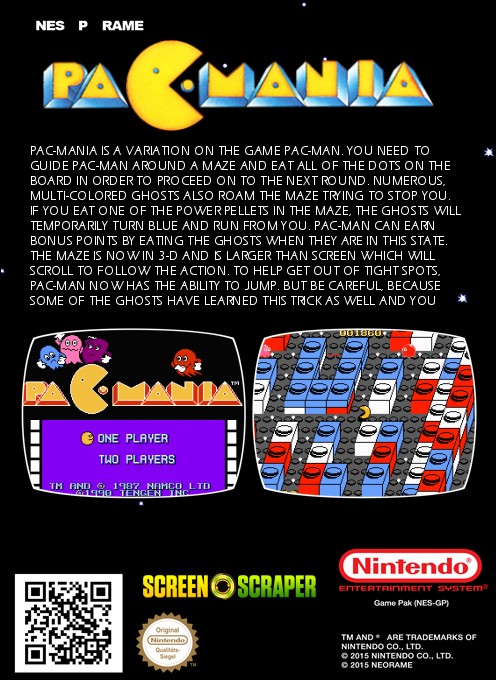 NES P RAME
PAC-MANIA
PAC-MANIA IS A VARIATION ON THE GAME PAC-MAN. YOU NEED TO
GUIDE PAC-MAN AROUND A MAZE AND EAT ALL OF THE DOTS ON THE
BOARD IN ORDER TO PROCEED ON TO THE NEXT ROUND. NUMEROUS,
MULTI-COLORED GHOSTS ALSO ROAM THE MAZE TRYING TO STOP YOU.
IF YOU EAT ONE OF THE POWER PELLETS IN THE MAZE, THE GHOSTS WILL
TEMPORARILY TURN BLUE AND RUN FROM YOU. PAC-MAN CAN EARN
BONUS POINTS BY EATING THE GHOSTS WHEN THEY ARE IN THIS STATE.
THE MAZE IS NOW IN 3-D AND IS LARGER THAN SCREEN WHICH WILL
SCROLL TO FOLLOW THE ACTION. TO HELP GET OUT OF TIGHT SPOTS,
PAC-MAN NOW HAS THE ABILITY TO JUMP. BUT BE CAREFUL, BECAUSE
SOME OF THE GHOSTS HAVE LEARNED THIS TRICK AS WELL AND YOU
PAC-MANIA™
ONE PLAYER
TWO PLAYERS
TM AND © 1987 NAMCO LTD
©1990 TENGEN INC
001860
SCREEN SCRAPER
Original
Nintendo
Qualitäts-
Siegel
TM
Nintendo®
ENTERTAINMENT SYSTEM®
Game Pak (NES-GP)
TM AND ® ARE TRADEMARKS OF
NINTENDO CO., LTD.
© 2015 NINTENDO CO., LTD.
© 2015 NEORAME